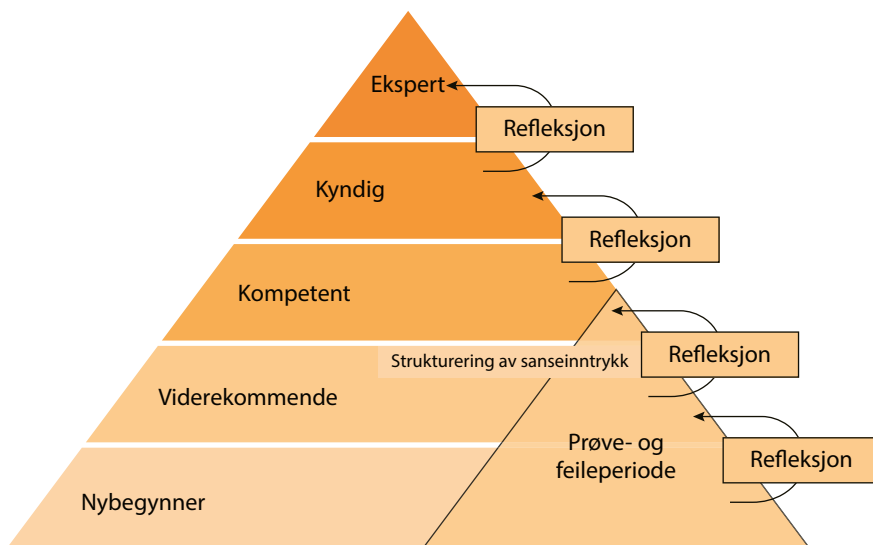 Ekspert
Refleksjon
Kyndig
Refleksjon
Kompetent
Refleksjon
Strukturering av sanseinntrykk
Viderekommende
Prøve- og
feileperiode
Refleksjon
Nybegynner